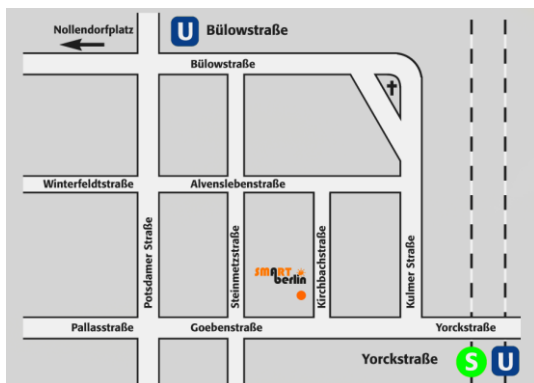 Nollendorfplatz
U Bülowstraße
Bülowstraße
✝
Winterfeldtstraße
Alvenslebenstraße
Potsdamer Straße
Steinmetzstraße
Kirchbachstraße
Kulmer Straße
SMART
berlin
Pallasstraße
Goebenstraße
Yorckstraße
Yorckstraße S U